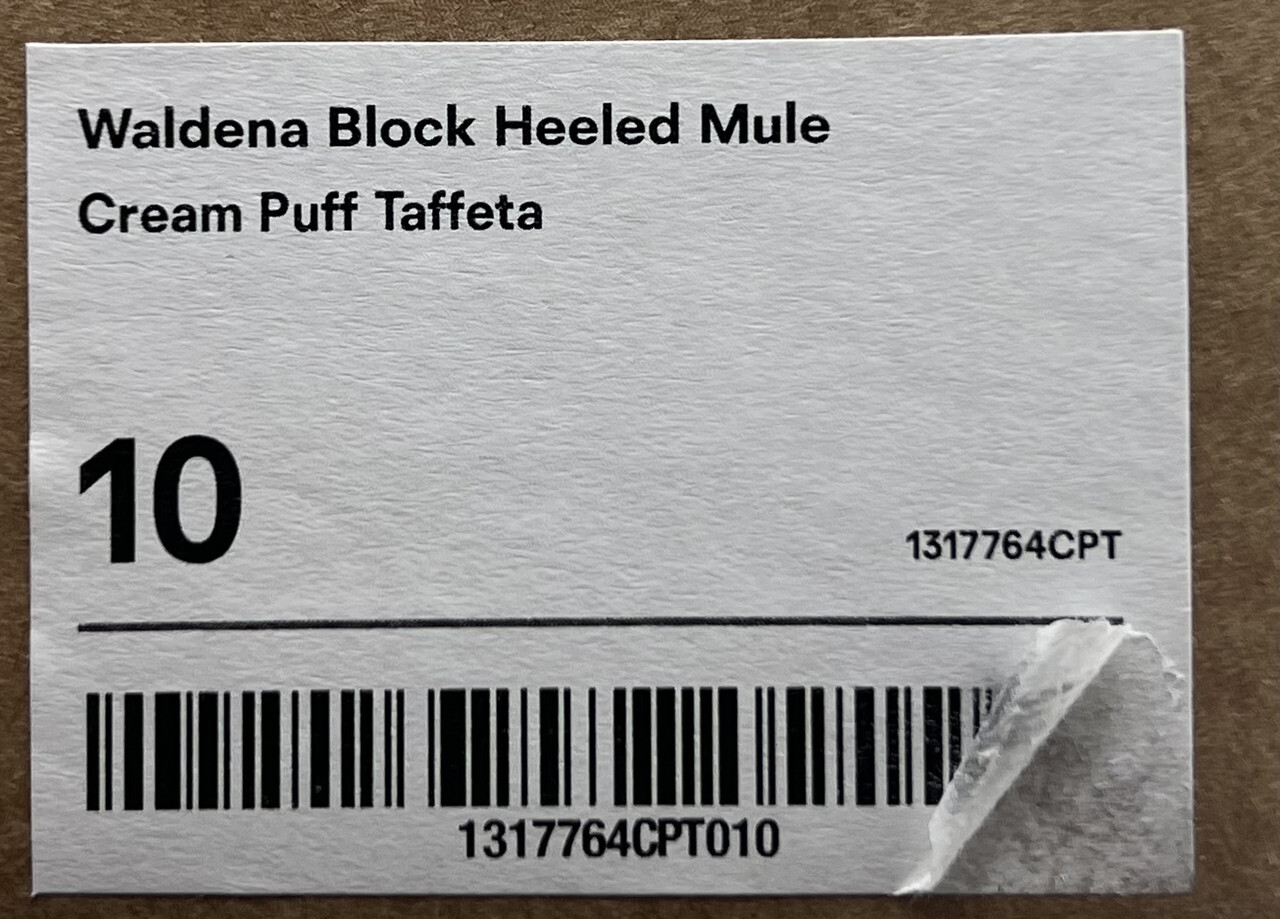 Waldena Block Heeled Mule
Cream Puff Taffeta
10
1317764CPT
1317764CPT010